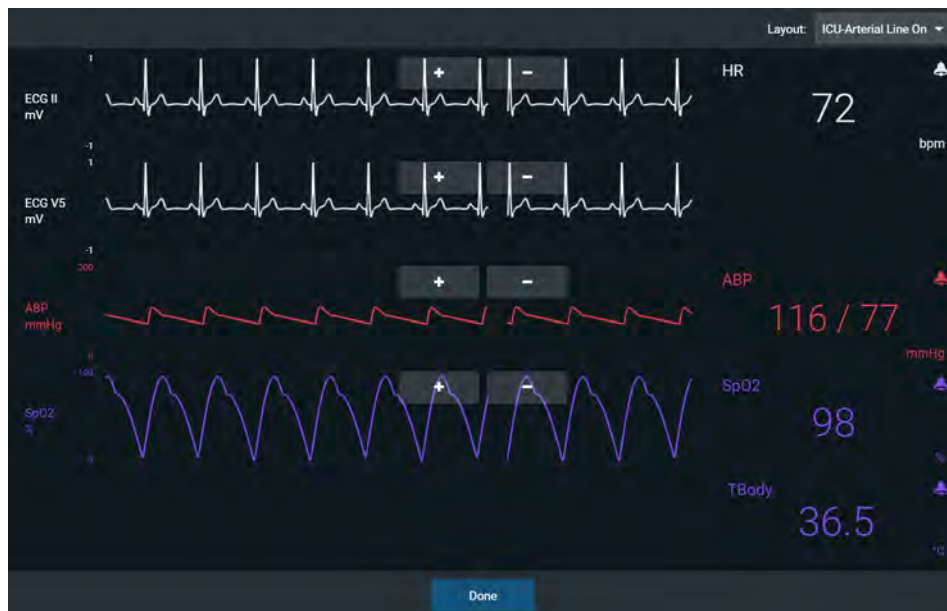 Layout: ICU-Arterial Line On
1
ECG II
mV
-1
+ −
HR
72
bpm
1
ECG V5
mV
-1
+ −
200
ABP
mmHg
0
+ −
ABP
116 / 77
mmHg
100
SpO2
%
0
+ −
SpO2
98
%
TBody
36.5
°C
Done